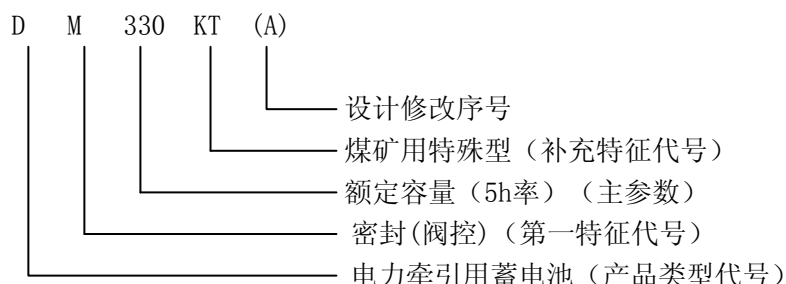 D M 330 KT (A)
设计修改序号
煤矿用特殊型（补充特征代号）
额定容量（5h率）（主参数）
密封(阀控)（第一特征代号）
电力牵引用蓄电池（产品类型代号）